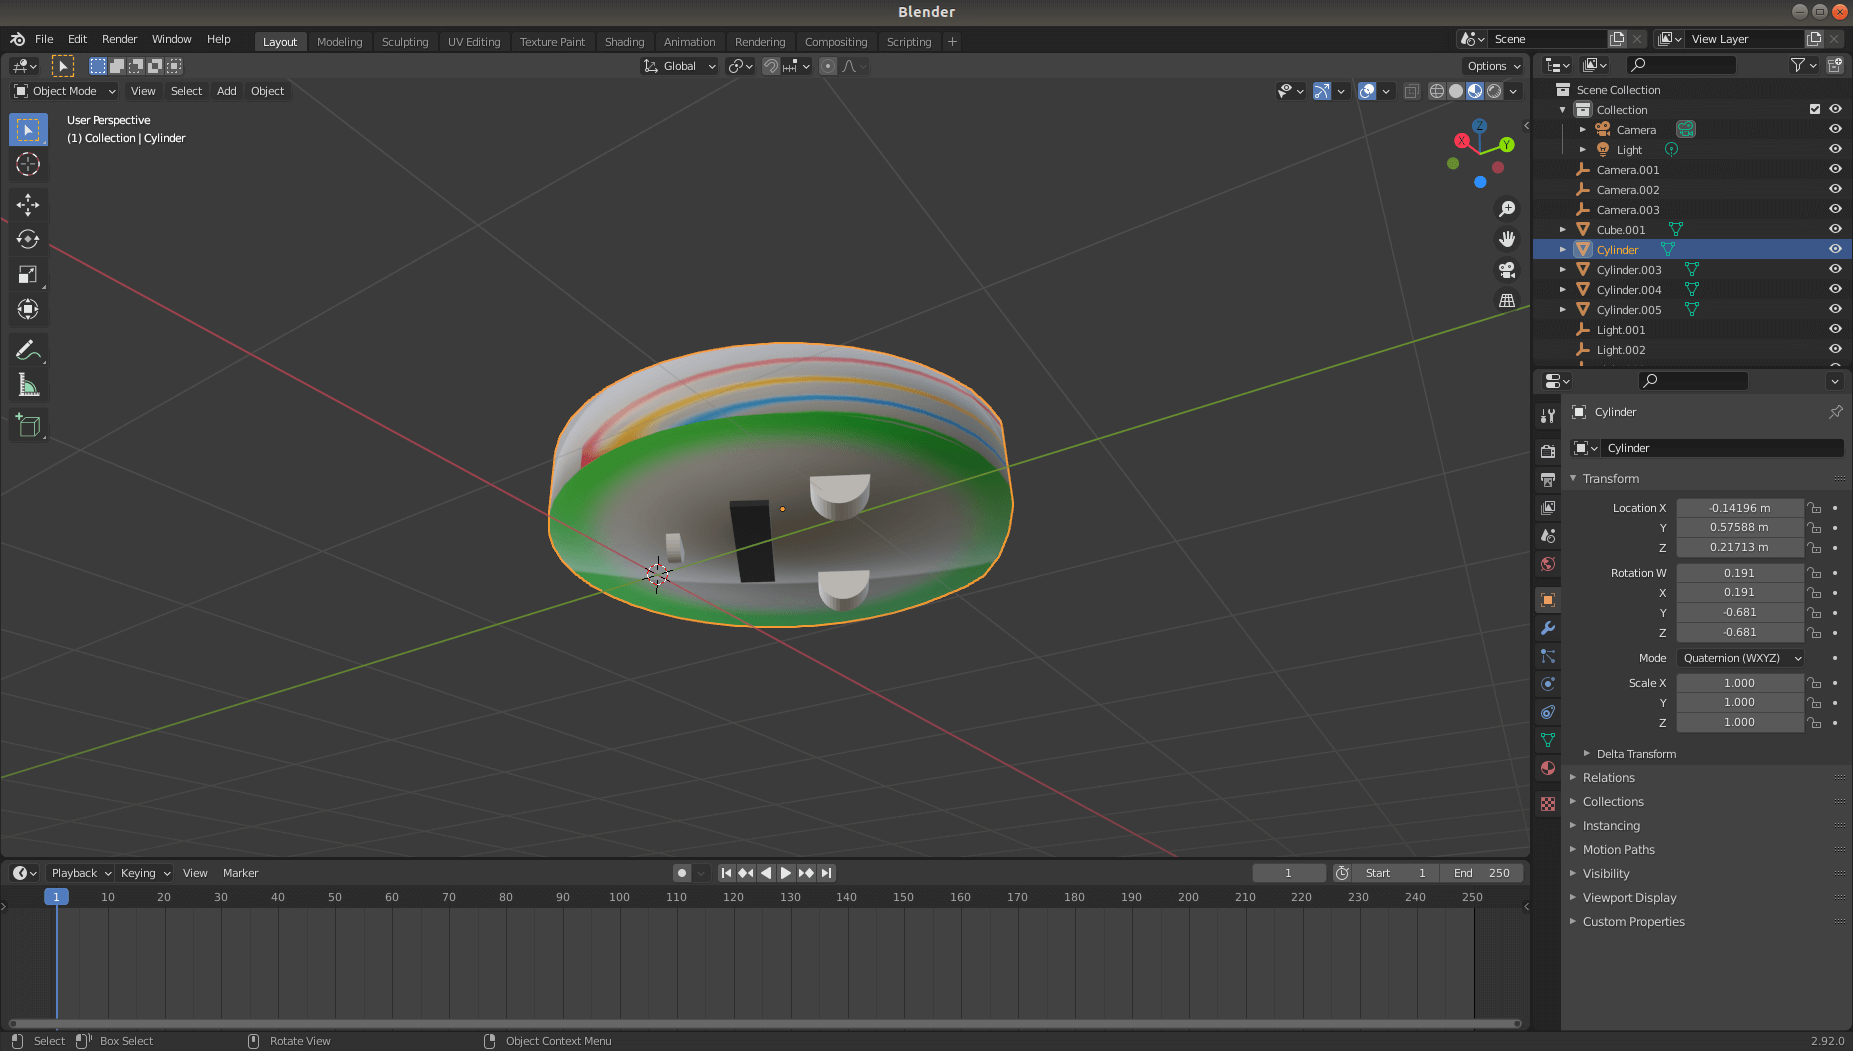 Blender
File Edit Render Window Help Layout Modeling Sculpting UV Editing Texture Paint Shading Animation Rendering Compositing Scripting + Scene View Layer
Global Options
Object Mode View Select Add Object
User Perspective
(1) Collection | Cylinder
Z
X Y
Scene Collection
Collection
Camera
Light
Camera.001
Camera.002
Camera.003
Cube.001
Cylinder
Cylinder.003
Cylinder.004
Cylinder.005
Light.001
Light.002
Cylinder
Cylinder
Transform
Location X -0.14196 m
Y 0.57588 m
Z 0.21713 m
Rotation W 0.191
X 0.191
Y -0.681
Z -0.681
Mode Quaternion (WXYZ)
Scale X 1.000
Y 1.000
Z 1.000
Delta Transform
Relations
Collections
Instancing
Motion Paths
Visibility
Viewport Display
Custom Properties
Playback Keying View Marker 1 Start 1 End 250
1 10 20 30 40 50 60 70 80 90 100 110 120 130 140 150 160 170 180 190 200 210 220 230 240 250
Select Box Select Rotate View Object Context Menu 2.92.0